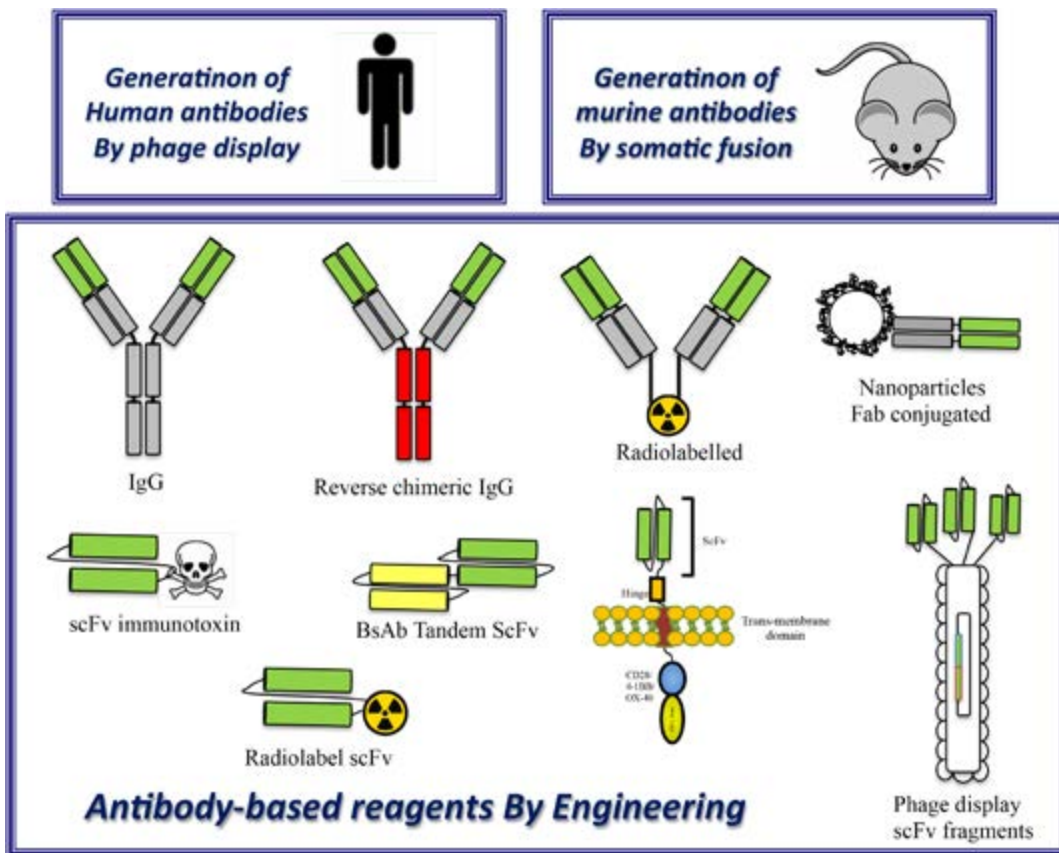 Generatinon of
Human antibodies
By phage display
Generatinon of
murine antibodies
By somatic fusion
IgG
Reverse chimeric IgG
Radiolabelled
Nanoparticles
Fab conjugated
scFv immunotoxin
BsAb Tandem ScFv
ScFv
Hinge
Trans-membrane
domain
CD28/
4-1BB/
OX-40
Radiolabel scFv
Phage display
scFv fragments
Antibody-based reagents By Engineering